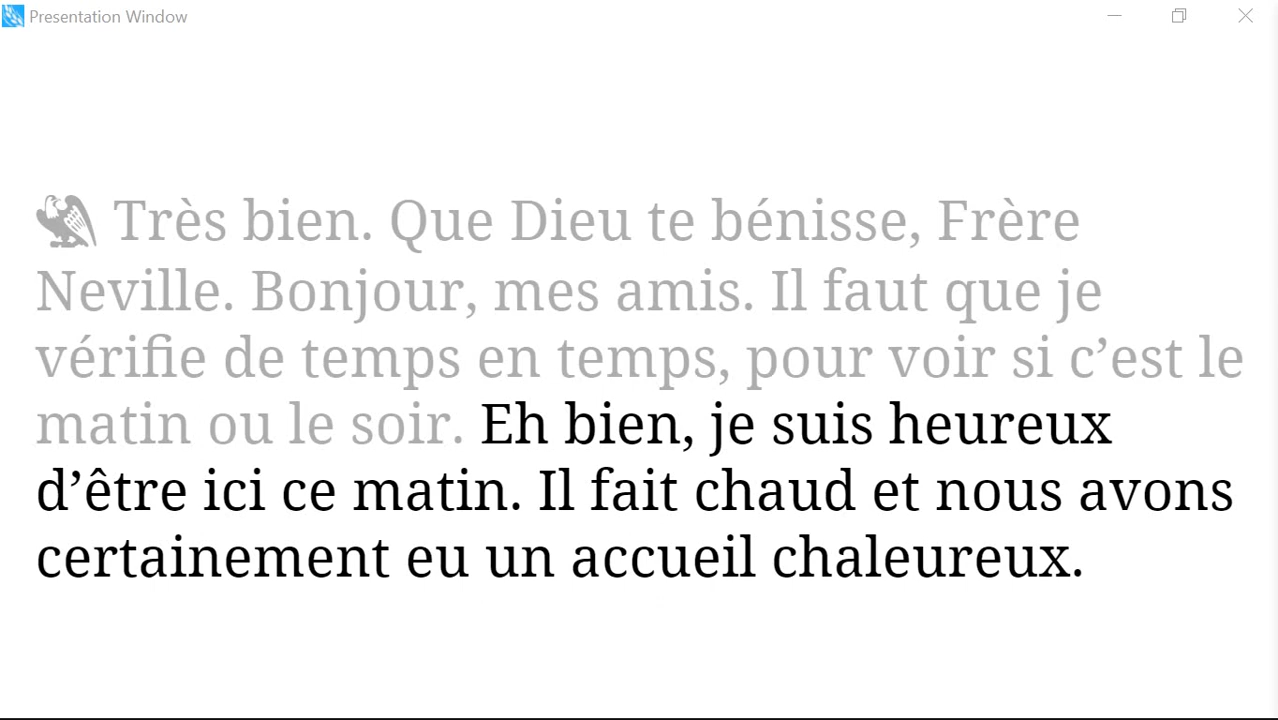 Presentation Window
Très bien. Que Dieu te bénisse, Frère
Neville. Bonjour, mes amis. Il faut que je
vérifie de temps en temps, pour voir si c’est le
matin ou le soir. Eh bien, je suis heureux
d’être ici ce matin. Il fait chaud et nous avons
certainement eu un accueil chaleureux.